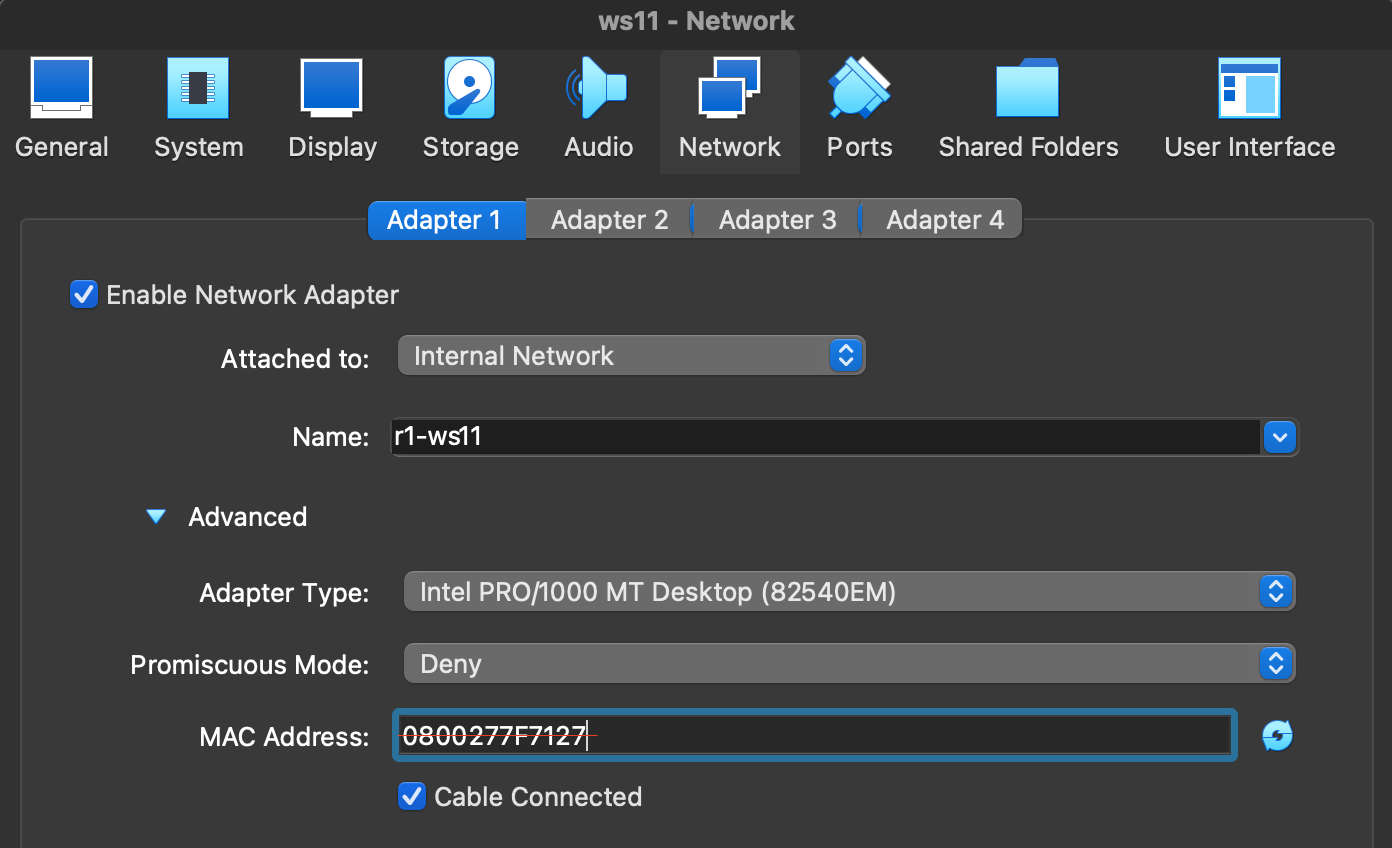 ws11 - Network
General System Display Storage Audio Network Ports Shared Folders User Interface
Adapter 1 Adapter 2 Adapter 3 Adapter 4
Enable Network Adapter
Attached to: Internal Network
Name: r1-ws11
Advanced
Adapter Type: Intel PRO/1000 MT Desktop (82540EM)
Promiscuous Mode: Deny
MAC Address: 0800277F7127
Cable Connected